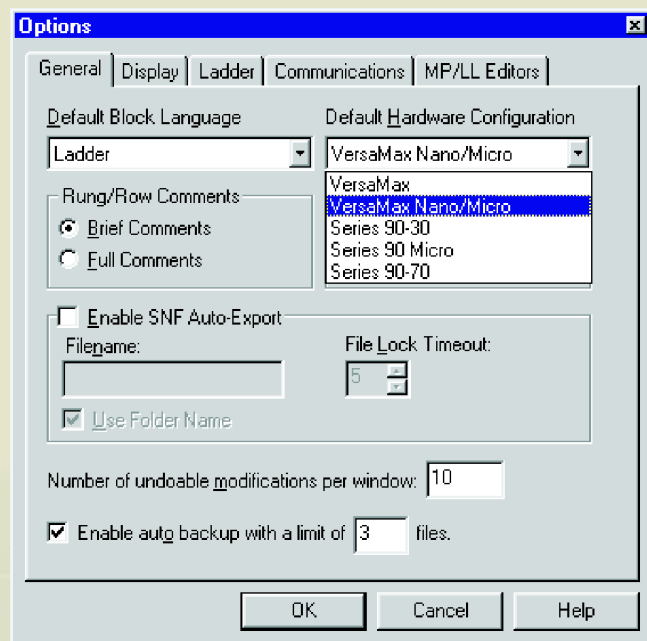 Options
General Display Ladder Communications MP/LL Editors
Default Block Language
Default Hardware Configuration
Ladder
VersaMax Nano/Micro
VersaMax
VersaMax Nano/Micro
Series 90-30
Series 90 Micro
Series 90-70
Rung/Row Comments
Brief Comments
Full Comments
Enable SNF Auto-Export
Filename:
File Lock Timeout:
5
Use Folder Name
Number of undoable modifications per window: 10
Enable auto backup with a limit of 3 files.
OK Cancel Help